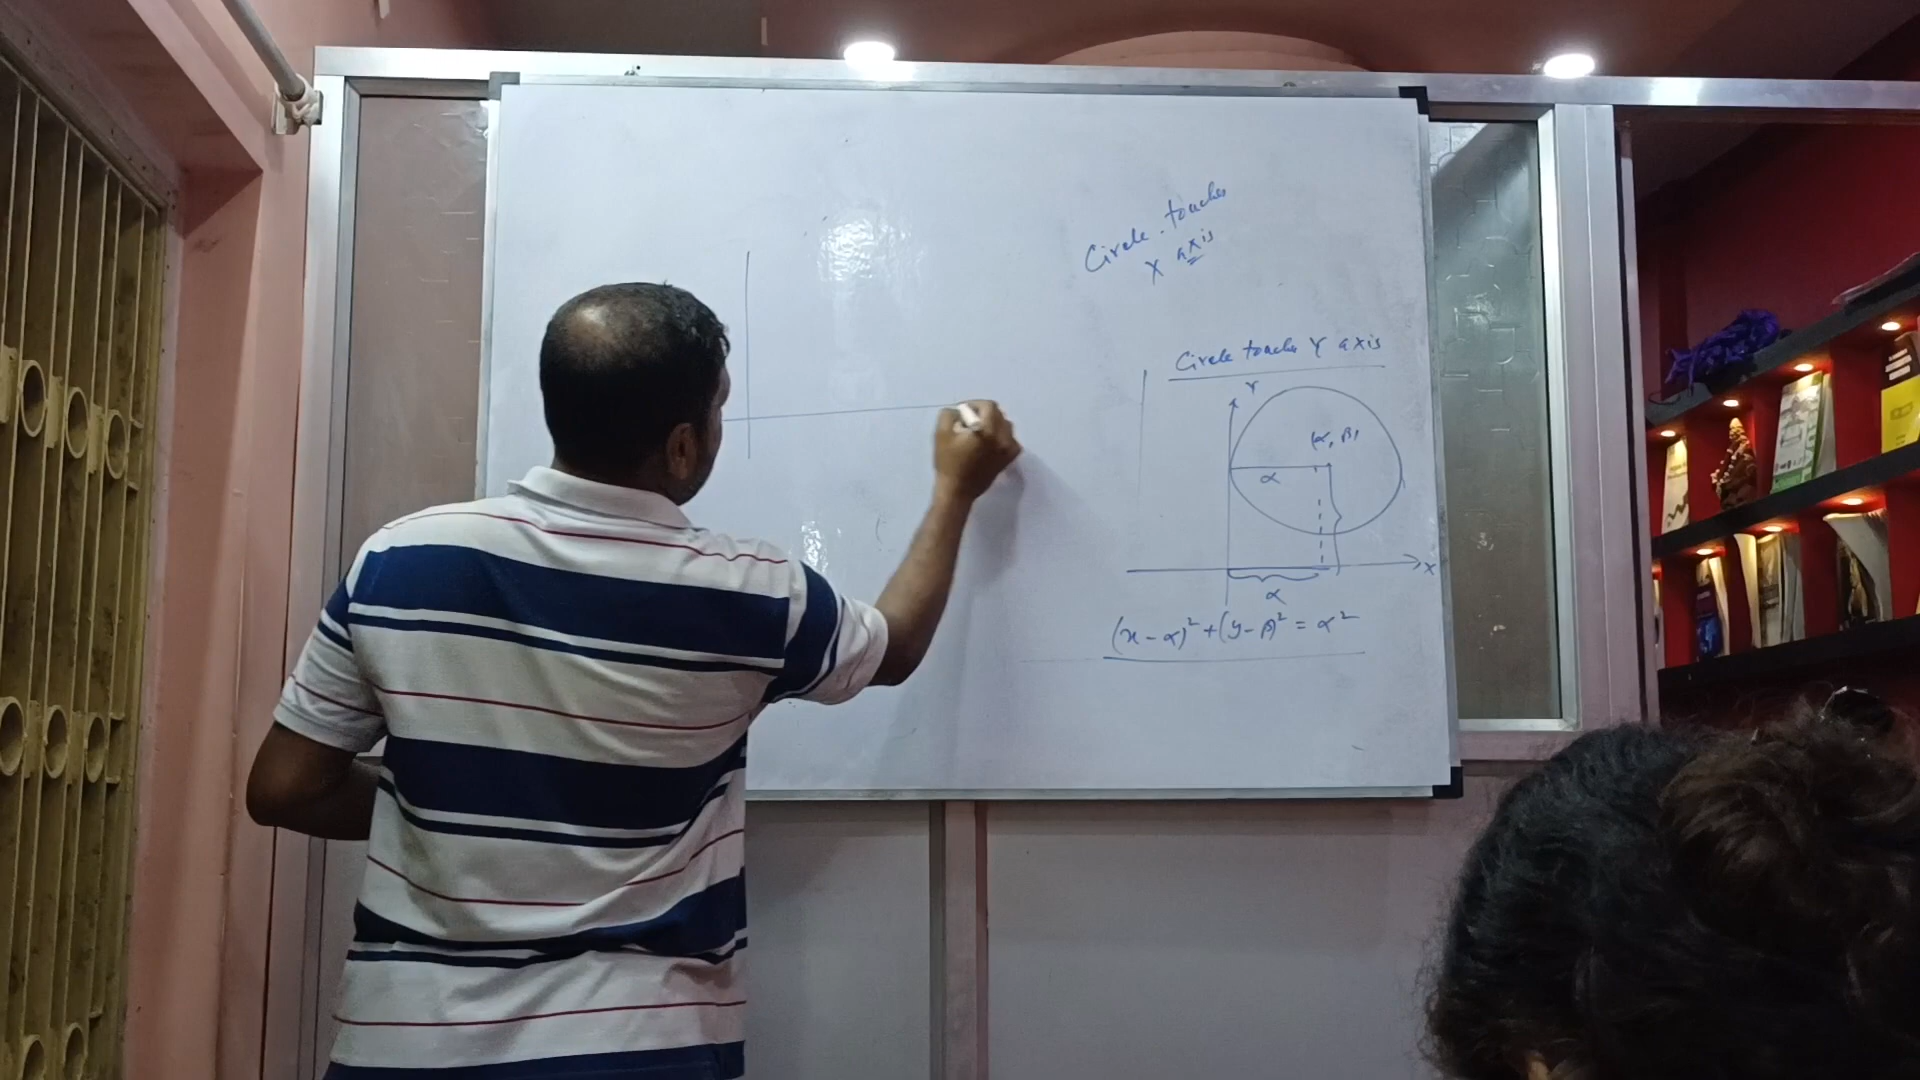 Circle touches
X axis
Circle touches Y axis
Y
(α, β)
α
X
α
(x - α)² + (y - β)² = α²